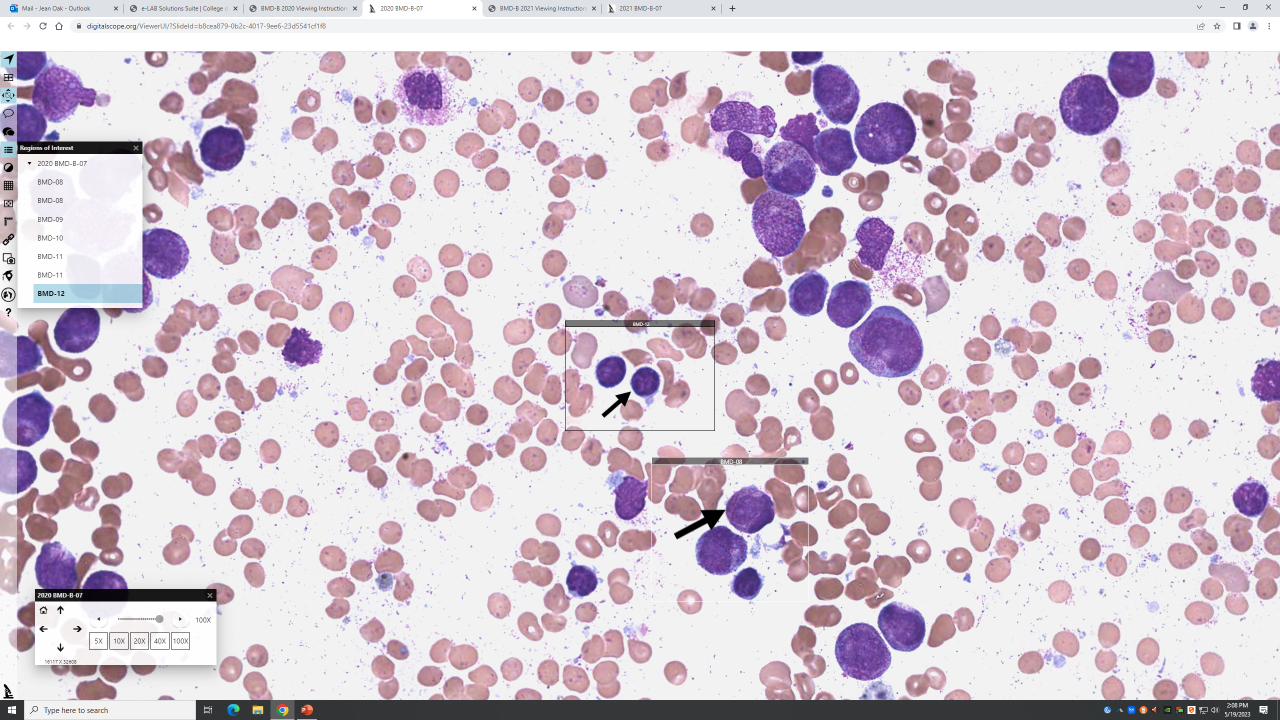 Mail - Jean Oak - Outlook
e-LAB Solutions Suite | College o
BMD-B 2020 Viewing Instruction
2020 BMD-B-07
BMD-B 2021 Viewing Instruction
2021 BMD-B-07
digitalscope.org/ViewerUI/?SlideId=b8cea879-0b2c-4017-9ee6-23d5541cf1f8
Regions of Interest
2020 BMD-B-07
BMD-08
BMD-08
BMD-09
BMD-10
BMD-11
BMD-11
BMD-12
BMD-12
BMD-08
2020 BMD-B-07
100X
5X 10X 20X 40X 100X
16117 X 32608
Type here to search
2:08 PM
5/19/2023